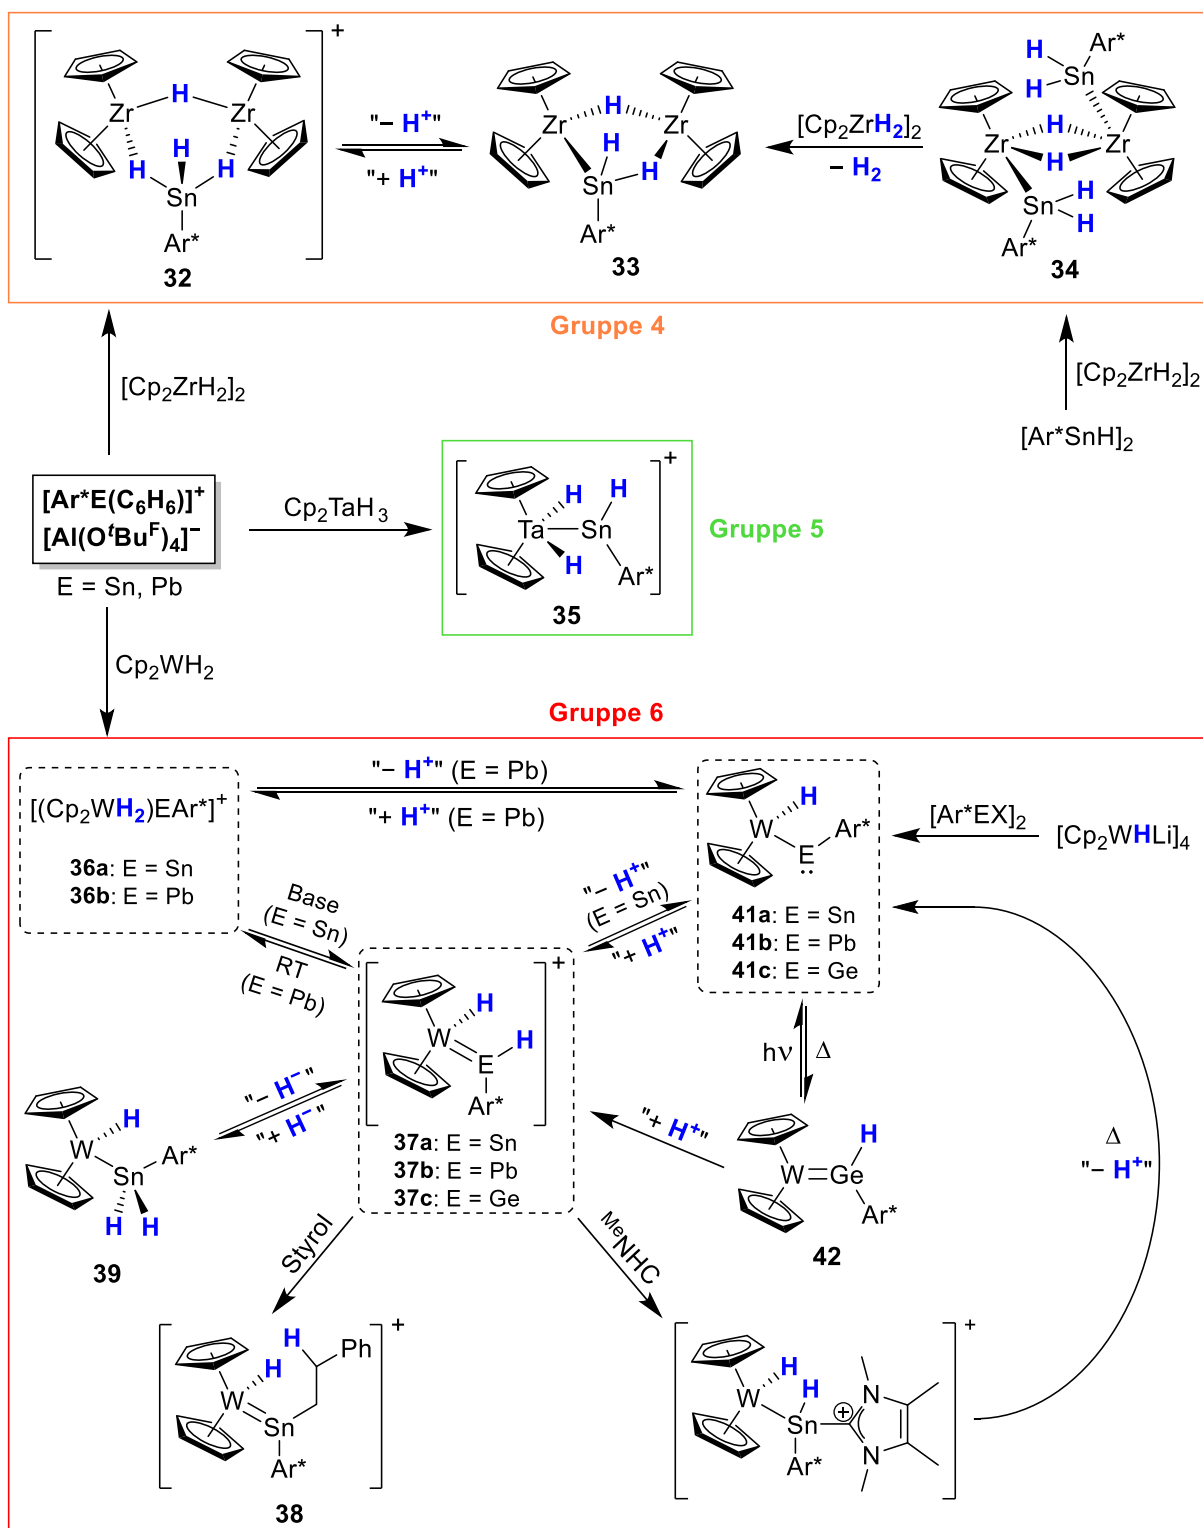 [ ]⁺
Zr H Zr
H H H
Sn
Ar*
32
"– H⁺"
"+ H⁺"
Zr H Zr
H
Sn H
Ar*
33
[Cp₂ZrH₂]₂
– H₂
H Ar*
H Sn
Zr H Zr
H
Sn H
H
Ar*
34
Gruppe 4
[Cp₂ZrH₂]₂
[Cp₂ZrH₂]₂
[Ar*SnH]₂
[Ar*E(C₆H₆)]⁺
[Al(OᵗBuᶠ)₄]⁻
E = Sn, Pb
Cp₂TaH₃
[ ]⁺
H H
Ta Sn
H Ar*
35
Gruppe 5
Cp₂WH₂
Gruppe 6
[(Cp₂WH₂)EAr*]⁺
36a: E = Sn
36b: E = Pb
"– H⁺" (E = Pb)
"+ H⁺" (E = Pb)
H
W Ar*
E
··
41a: E = Sn
41b: E = Pb
41c: E = Ge
[Ar*EX]₂
[Cp₂WHLi]₄
Base
(E = Sn)
RT
(E = Pb)
"– H⁺"
(E = Sn)
"+ H⁺"
[ ]⁺
H
W H
E
Ar*
37a: E = Sn
37b: E = Pb
37c: E = Ge
hν Δ
"– H⁻"
"+ H⁻"
H
W Ar*
Sn
H H
39
"+ H⁺"
H
W Ge
Ar*
42
Δ
"– H⁺"
Styrol
ᴹᵉNHC
[ ]⁺
H Ph
H
W
Sn
Ar*
38
[ ]⁺
H
W H N
Sn +
Ar* N